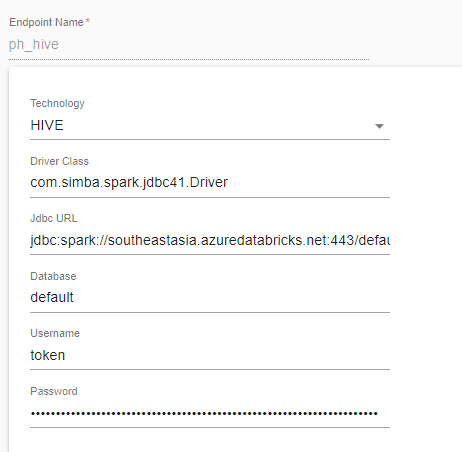 Endpoint Name *
ph_hive
Technology
HIVE
Driver Class
com.simba.spark.jdbc41.Driver
Jdbc URL
jdbc:spark://southeastasia.azuredatabricks.net:443/defau
Database
default
Username
token
Password